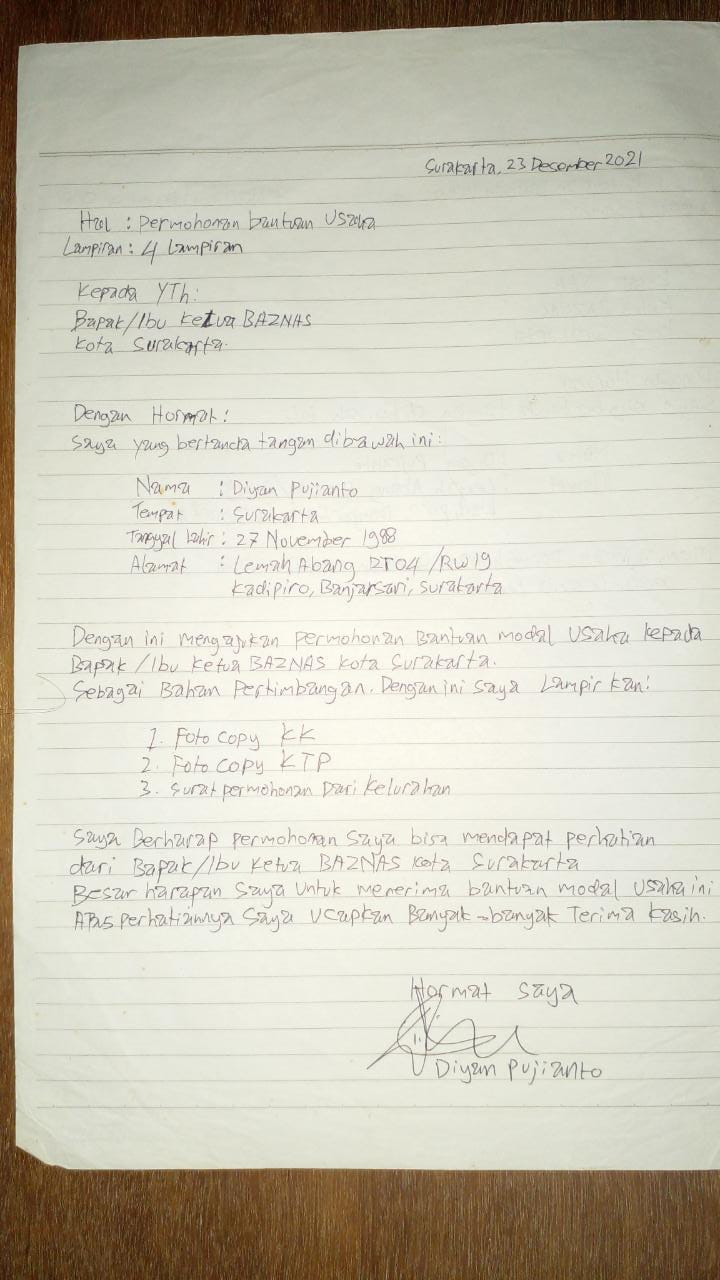 Surakarta, 23 Desember 2021
Hal : Permohonan bantuan Usaha
Lampiran : 4 Lampiran
Kepada YTh:
Bapak/Ibu Ketua BAZNAS
Kota Surakarta.
Dengan Hormat :
Saya yang bertanda tangan dibawah ini :
Nama : Diyan Pujianto
Tempat : Surakarta
Tanggal Lahir : 27 November 1988
Alamat : Lemah Abang RT04 /RW19
Kadipiro, Banjarsari, Surakarta
Dengan ini mengajukan permohonan Bantuan modal Usaha kepada
Bapak /Ibu Ketua BAZNAS Kota Surakarta.
Sebagai Bahan Pertimbangan. Dengan ini saya Lampirkan:
1. Foto Copy KK
2. Foto Copy KTP
3. Surat permohonan Dari Kelurahan
Saya Berharap permohonan Saya bisa mendapat perhatian
dari Bapak/Ibu Ketua BAZNAS Kota Surakarta
Besar harapan Saya Untuk menerima bantuan modal Usaha ini
Atas perhatiannya Saya Ucapkan Banyak-banyak Terima Kasih.
Hormat Saya
Diyan Pujianto